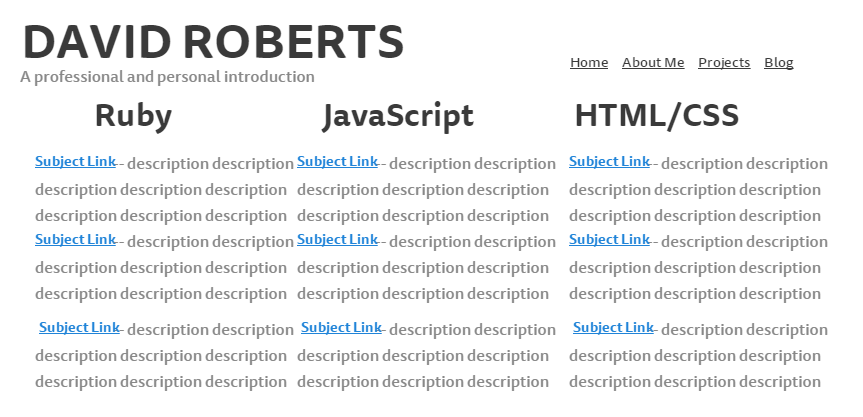 DAVID ROBERTS
A professional and personal introduction
Home About Me Projects Blog
Ruby
Subject Link-- description description
description description description
description description description
Subject Link-- description description
description description description
description description description
Subject Link- description description
description description description
description description description
JavaScript
Subject Link-- description description
description description description
description description description
Subject Link-- description description
description description description
description description description
Subject Link- description description
description description description
description description description
HTML/CSS
Subject Link-- description description
description description description
description description description
Subject Link-- description description
description description description
description description description
Subject Link- description description
description description description
description description description